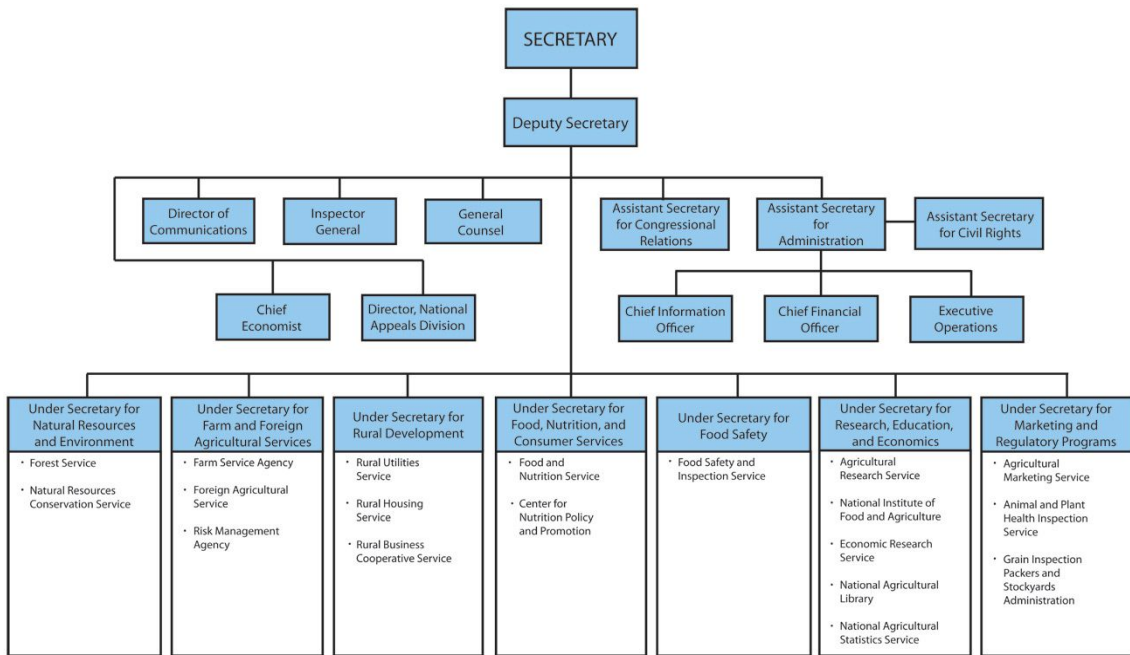 SECRETARY
Deputy Secretary
Director of
Communications
Inspector
General
General
Counsel
Assistant Secretary
for Congressional
Relations
Assistant Secretary
for
Administration
Assistant Secretary
for Civil Rights
Chief
Economist
Director, National
Appeals Division
Chief Information
Officer
Chief Financial
Officer
Executive
Operations
Under Secretary for
Natural Resources
and Environment
· Forest Service
· Natural Resources
Conservation Service
Under Secretary for
Farm and Foreign
Agricultural Services
· Farm Service Agency
· Foreign Agricultural
Service
· Risk Management
Agency
Under Secretary for
Rural Development
· Rural Utilities
Service
· Rural Housing
Service
· Rural Business
Cooperative Service
Under Secretary for
Food, Nutrition, and
Consumer Services
· Food and
Nutrition Service
· Center for
Nutrition Policy
and Promotion
Under Secretary for
Food Safety
· Food Safety and
Inspection Service
Under Secretary for
Research, Education,
and Economics
· Agricultural
Research Service
· National Institute of
Food and Agriculture
· Economic Research
Service
· National Agricultural
Library
· National Agricultural
Statistics Service
Under Secretary for
Marketing and
Regulatory Programs
· Agricultural
Marketing Service
· Animal and Plant
Health Inspection
Service
· Grain Inspection
Packers and
Stockyards
Administration